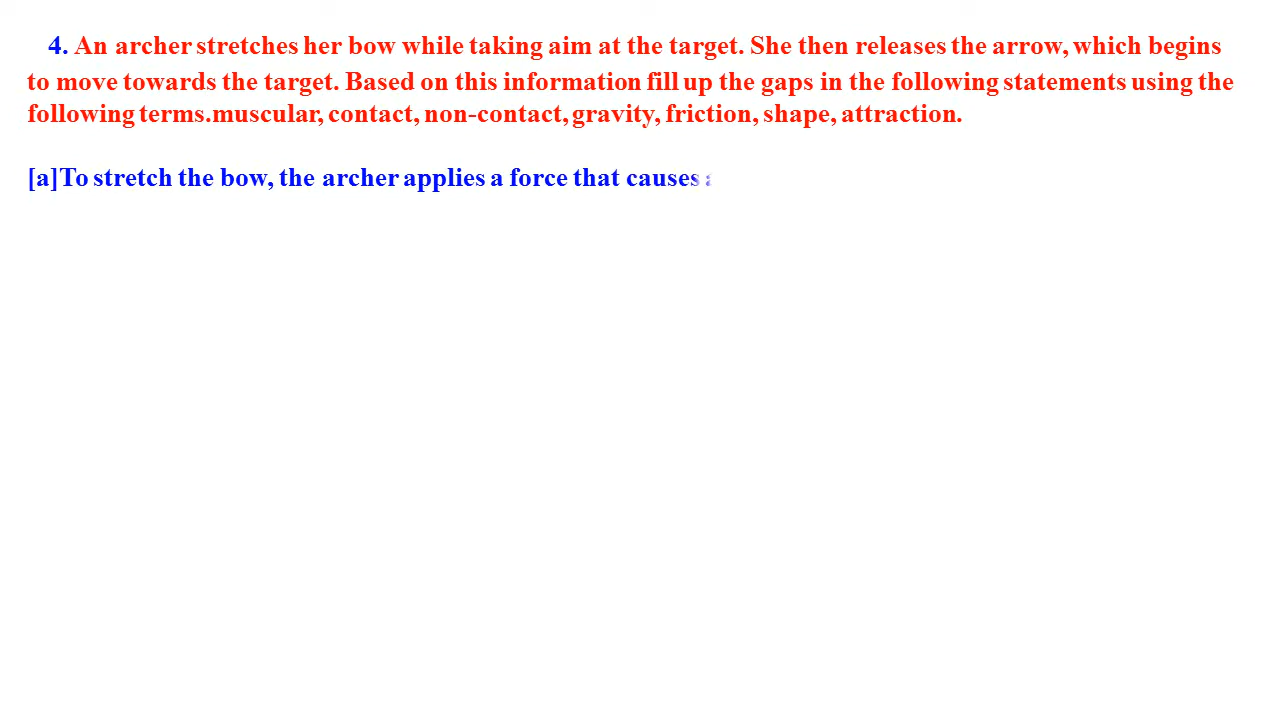 4. An archer stretches her bow while taking aim at the target. She then releases the arrow, which begins
to move towards the target. Based on this information fill up the gaps in the following statements using the
following terms.muscular, contact, non-contact, gravity, friction, shape, attraction.
[a]To stretch the bow, the archer applies a force that causes